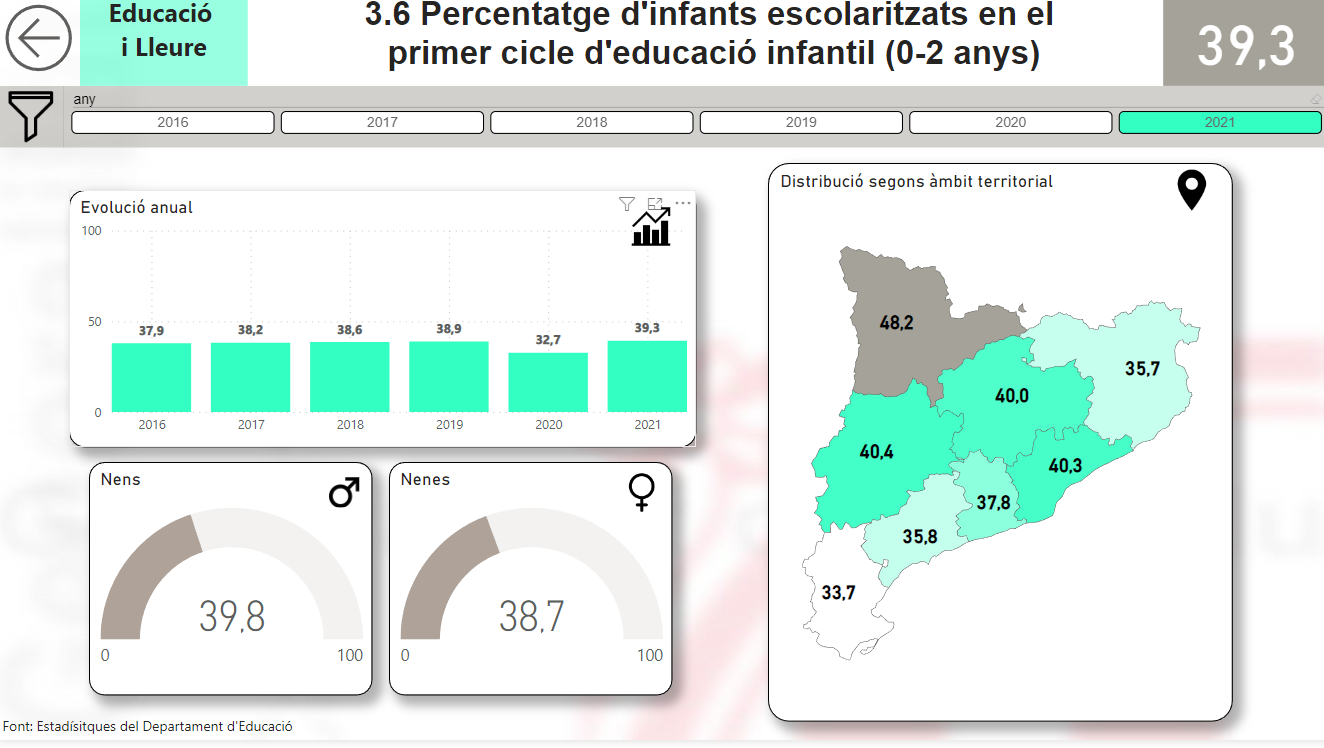 Educació
i Lleure
3.6 Percentatge d'infants escolaritzats en el
primer cicle d'educació infantil (0-2 anys)
39,3
any
2016 2017 2018 2019 2020 2021
Evolució anual
100
50
0
37,9 38,2 38,6 38,9 32,7 39,3
2016 2017 2018 2019 2020 2021
Nens
39,8
0 100
Nenes
38,7
0 100
Distribució segons àmbit territorial
48,2
35,7
40,0
40,4
40,3
37,8
35,8
33,7
Font: Estadísitques del Departament d'Educació